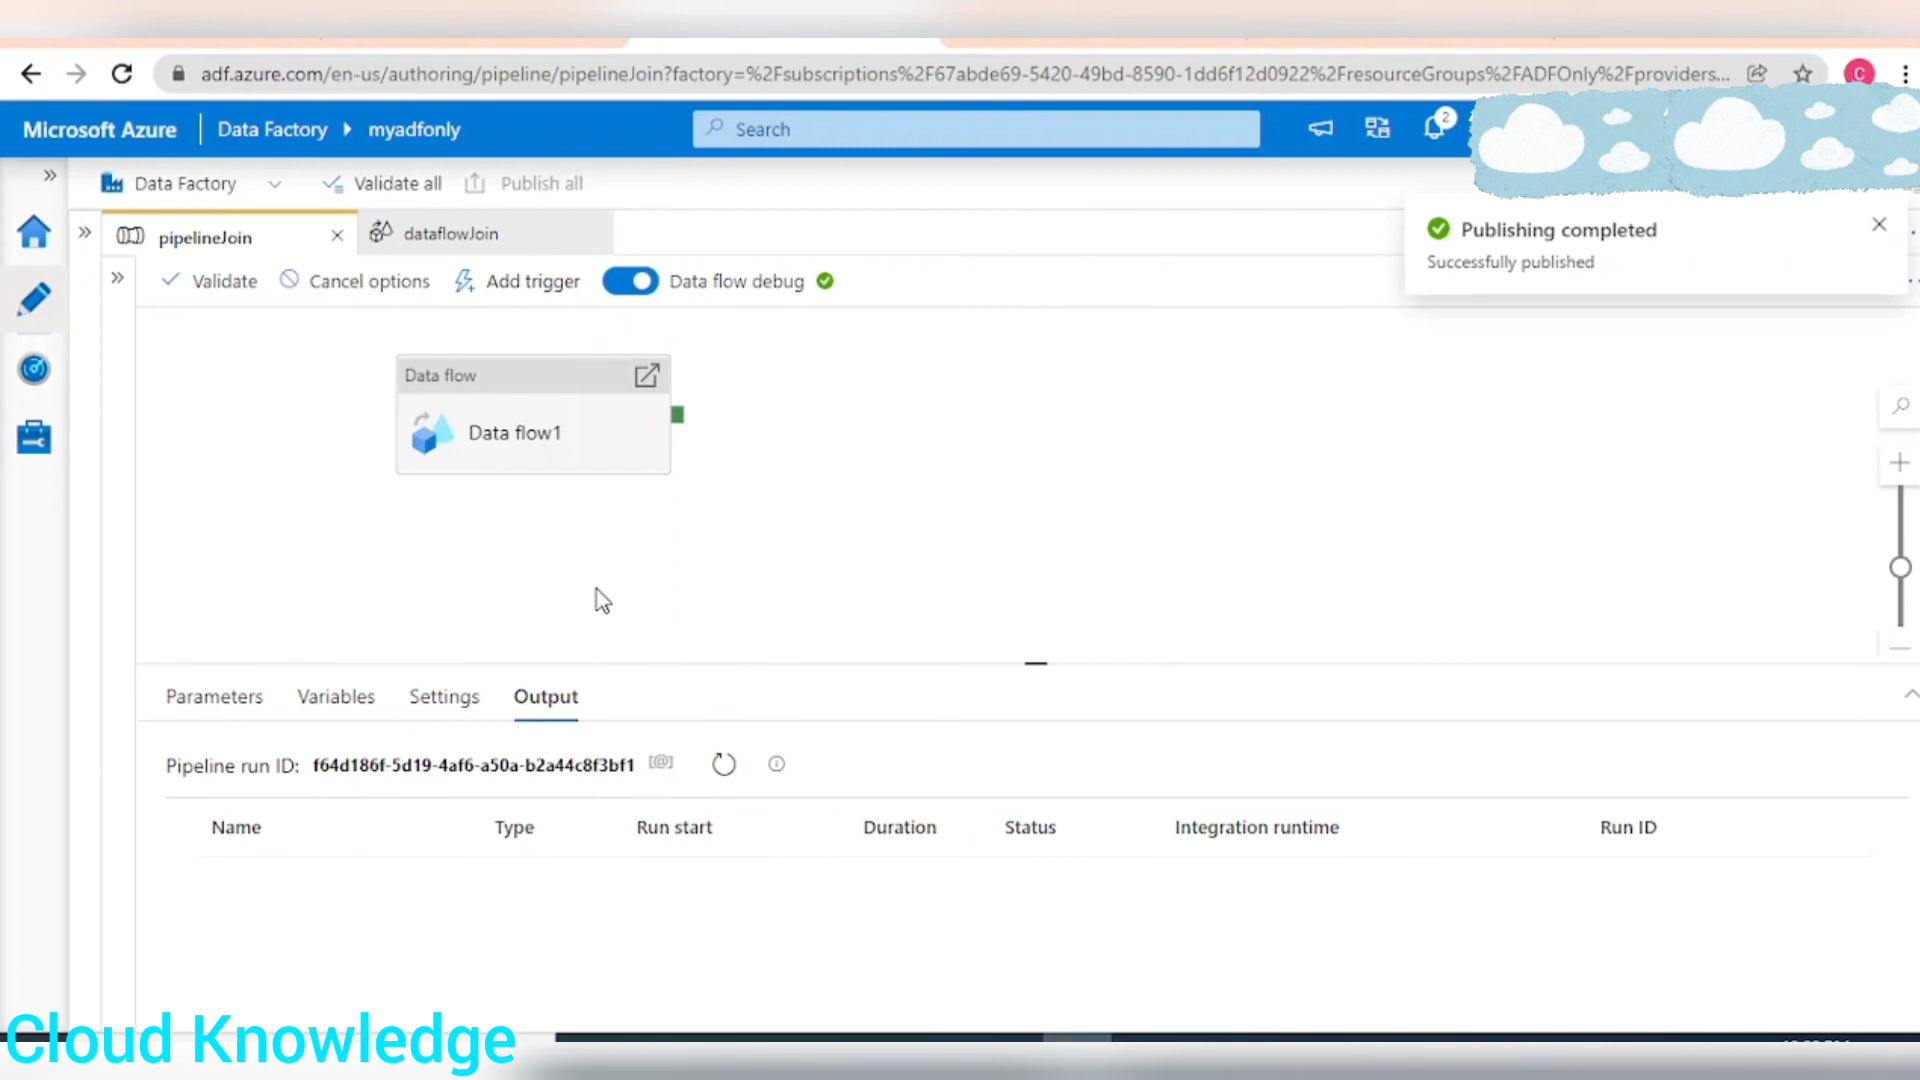 adf.azure.com/en-us/authoring/pipeline/pipelineJoin?factory=%2Fsubscriptions%2F67abde69-5420-49bd-8590-1dd6f12d0922%2FresourceGroups%2FADFOnly%2Fproviders...
C
Microsoft Azure
Data Factory
myadfonly
Search
2
Data Factory
Validate all
Publish all
pipelineJoin
dataflowJoin
Publishing completed
Successfully published
Validate
Cancel options
Add trigger
Data flow debug
Data flow
Data flow1
Parameters
Variables
Settings
Output
Pipeline run ID: f64d186f-5d19-4af6-a50a-b2a44c8f3bf1
Name
Type
Run start
Duration
Status
Integration runtime
Run ID
Cloud Knowledge